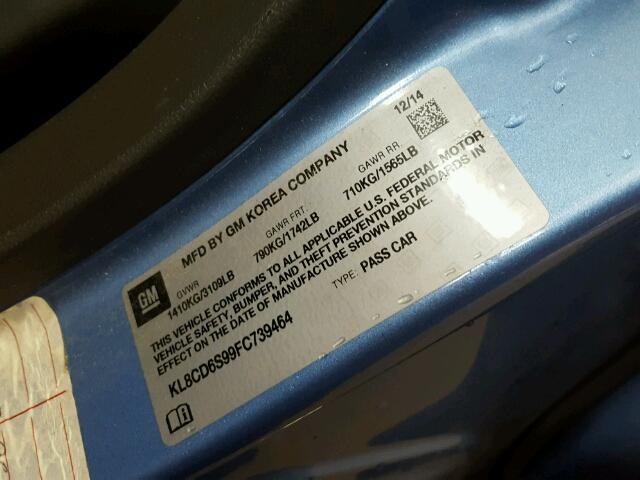 MFD BY GM KOREA COMPANY 12/14
GVWR GAWR FRT. GAWR RR.
1410KG/3109LB 790KG/1742LB 710KG/1565LB
THIS VEHICLE CONFORMS TO ALL APPLICABLE U.S. FEDERAL MOTOR
VEHICLE SAFETY, BUMPER, AND THEFT PREVENTION STANDARDS IN
EFFECT ON THE DATE OF MANUFACTURE SHOWN ABOVE.
KL8CD6S99FC739464 TYPE: PASS CAR
GM